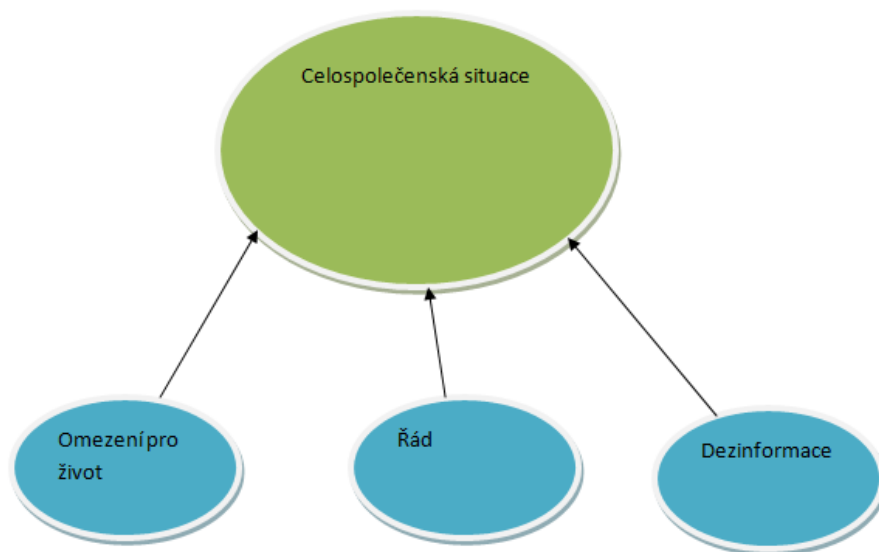 Celospolečenská situace
Omezení pro
život
Řád
Dezinformace